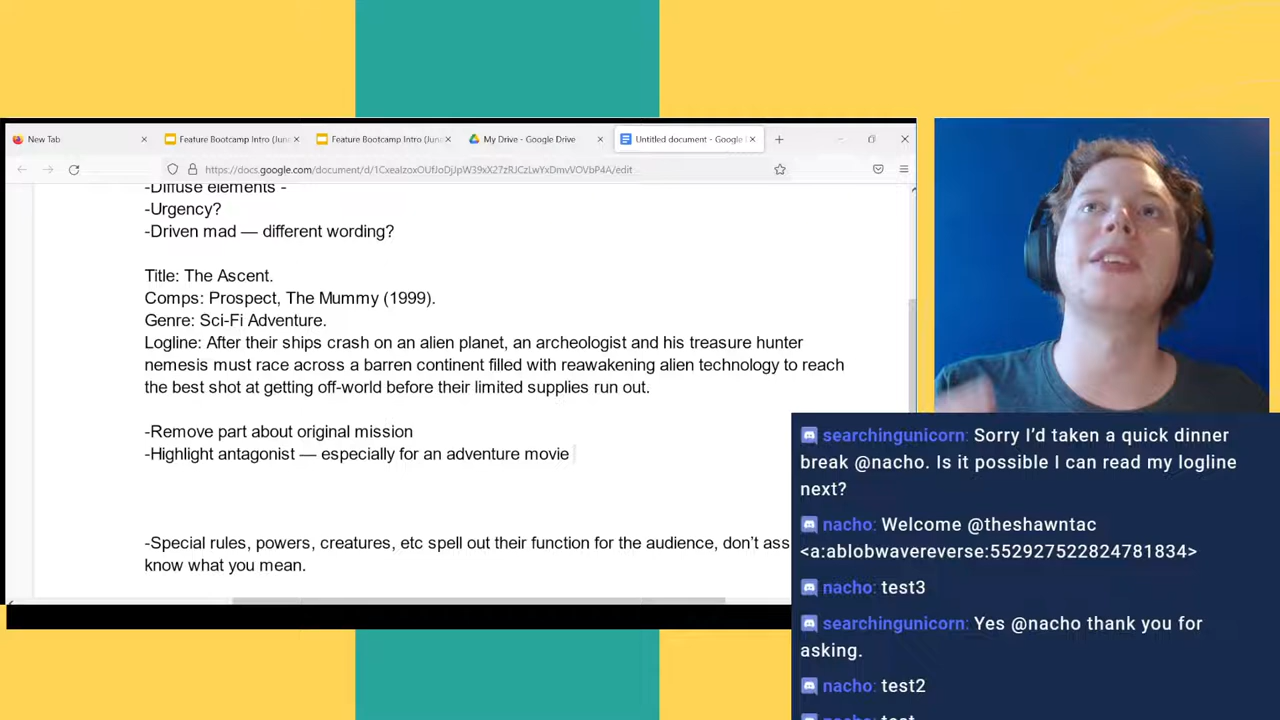 New Tab
Feature Bootcamp Intro (Jun
Feature Bootcamp Intro (Jun
My Drive - Google Drive
Untitled document - Google
https://docs.google.com/document/d/1CxealzoxOUfJoDjJpW39xX27zRJCzLwYxDmvVOVbP4A/edit
-Diffuse elements -
-Urgency?
-Driven mad — different wording?
Title: The Ascent.
Comps: Prospect, The Mummy (1999).
Genre: Sci-Fi Adventure.
Logline: After their ships crash on an alien planet, an archeologist and his treasure hunter
nemesis must race across a barren continent filled with reawakening alien technology to reach
the best shot at getting off-world before their limited supplies run out.
-Remove part about original mission
-Highlight antagonist — especially for an adventure movie
-Special rules, powers, creatures, etc spell out their function for the audience, don't ass
know what you mean.
searchingunicorn: Sorry I'd taken a quick dinner
break @nacho. Is it possible I can read my logline
next?
nacho: Welcome @theshawntac
<a:ablobwavereverse:552927522824781834>
nacho: test3
searchingunicorn: Yes @nacho thank you for
asking.
nacho: test2
nacho: test